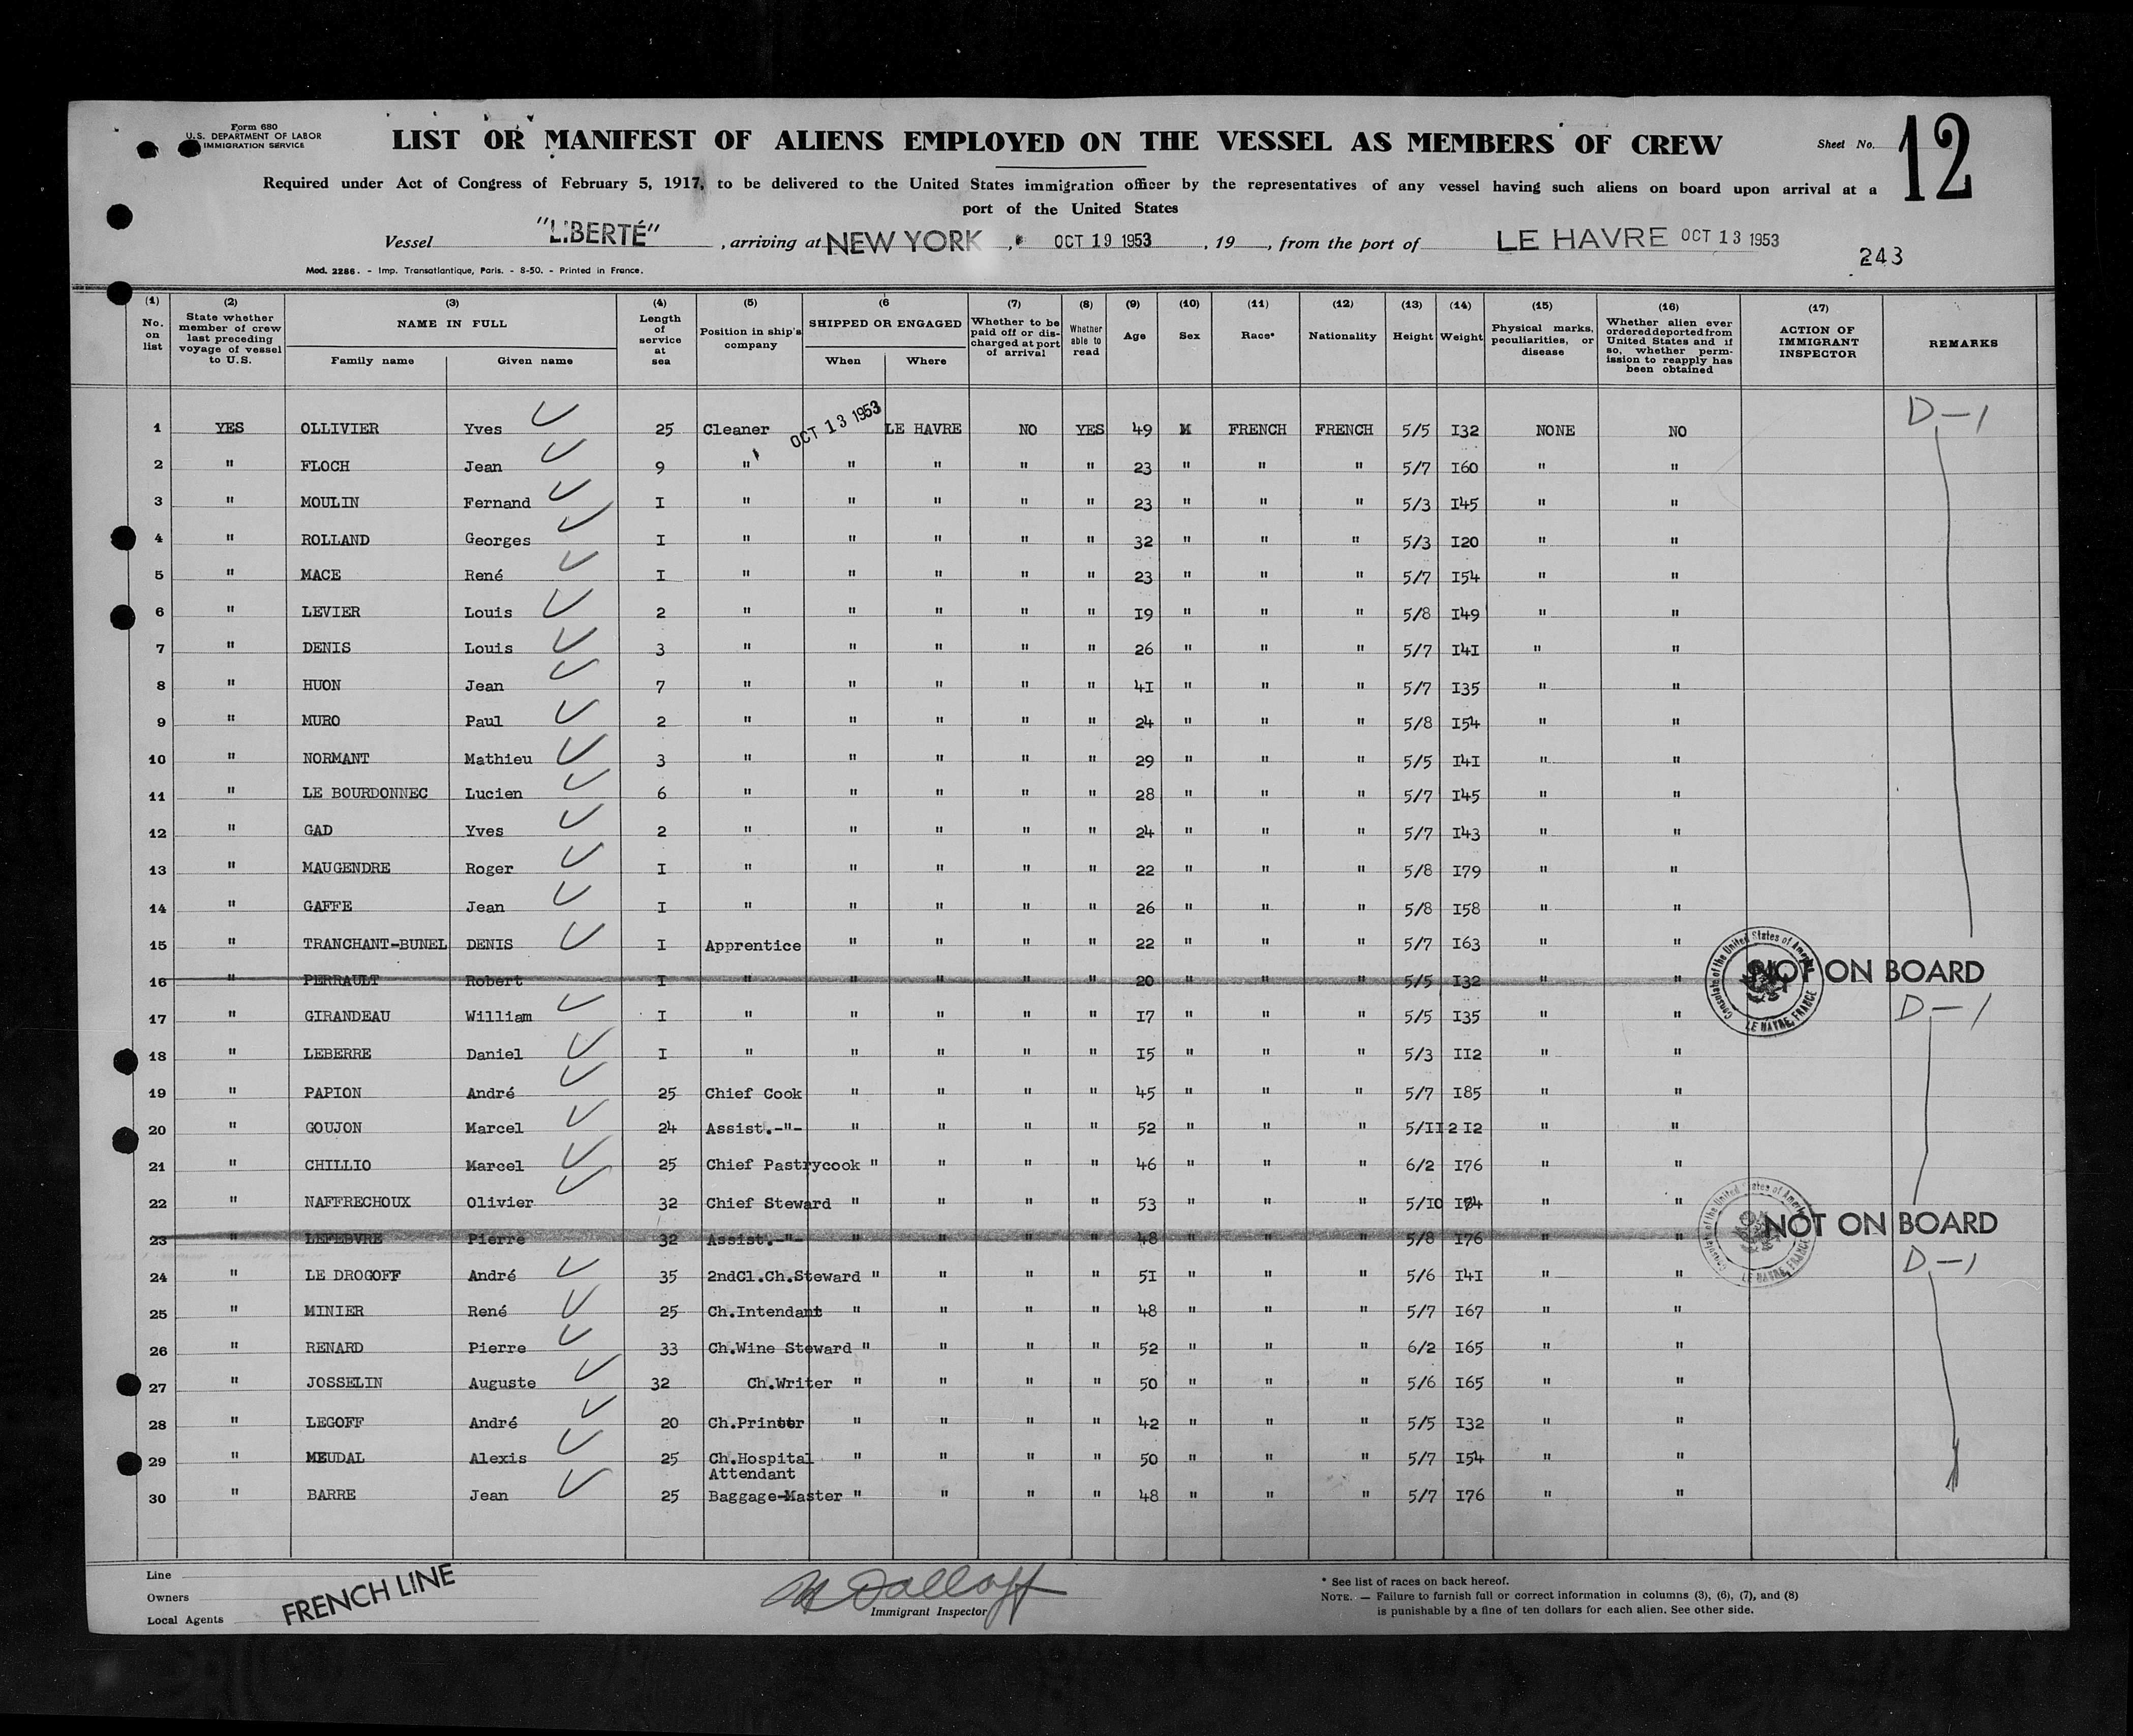 Form 680
U.S. DEPARTMENT OF LABOR
IMMIGRATION SERVICE
LIST OR MANIFEST OF ALIENS EMPLOYED ON THE VESSEL AS MEMBERS OF CREW
Sheet No. 12
Required under Act of Congress of February 5, 1917, to be delivered to the United States immigration officer by the representatives of any vessel having such aliens on board upon arrival at a
port of the United States
Vessel "LIBERTÉ", arriving at NEW YORK, OCT 19 1953, 19 , from the port of LE HAVRE OCT 13 1953
243
Mod. 2286. - Imp. Transatlantique, Paris. - 8-50. - Printed in France.
(1) No. on list (2) State whether member of crew last preceding voyage of vessel to U.S. (3) NAME IN FULL Family name Given name (4) Length of service at sea (5) Position in ship's company (6 SHIPPED OR ENGAGED When Where (7) Whether to be paid off or discharged at port of arrival (8) Whether able to read (9) Age (10) Sex (11) Race* (12) Nationality (13) Height (14) Weight (15) Physical marks, peculiarities, or disease (16) Whether alien ever ordered deported from United States and if so, whether permission to reapply has been obtained (17) ACTION OF IMMIGRANT INSPECTOR REMARKS
1 YES OLLIVIER Yves 25 Cleaner OCT 13 1953 LE HAVRE NO YES 49 M FRENCH FRENCH 5/5 I32 NONE NO D-1
2 " FLOCH Jean 9 " " " " " 23 " " " 5/7 I60 " "
3 " MOULIN Fernand I " " " " " 23 " " " 5/3 I45 " "
4 " ROLLAND Georges I " " " " " 32 " " " 5/3 I20 " "
5 " MACE René I " " " " " 23 " " " 5/7 I54 " "
6 " LEVIER Louis 2 " " " " " I9 " " " 5/8 I49 " "
7 " DENIS Louis 3 " " " " " 26 " " " 5/7 I4I " "
8 " HUON Jean 7 " " " " " 4I " " " 5/7 I35 " "
9 " MURO Paul 2 " " " " " 24 " " " 5/8 I54 " "
10 " NORMANT Mathieu 3 " " " " " 29 " " " 5/5 I4I " "
11 " LE BOURDONNEC Lucien 6 " " " " " 28 " " " 5/7 I45 " "
12 " GAD Yves 2 " " " " " 24 " " " 5/7 I43 " "
13 " MAUGENDRE Roger I " " " " " 22 " " " 5/8 I79 " "
14 " GAFFE Jean I " " " " " 26 " " " 5/8 I58 " "
15 " TRANCHANT-BUNEL DENIS I Apprentice " " " " 22 " " " 5/7 I63 " "
16 " PERRAULT Robert I " " " " " 20 " " " 5/5 I32 " " NOT ON BOARD
Consulate of the United States of America LE HAVRE, FRANCE
17 " GIRANDEAU William I " " " " " I7 " " " 5/5 I35 " " D-1
18 " LEBERRE Daniel I " " " " " I5 " " " 5/3 II2 " "
19 " PAPION André 25 Chief Cook " " " " 45 " " " 5/7 I85 " "
20 " GOUJON Marcel 24 Assist.-"- " " " " 52 " " " 5/II 2I2 " "
21 " CHILLIO Marcel 25 Chief Pastrycook " " " " 46 " " " 6/2 I76 " "
22 " NAFFRECHOUX Olivier 32 Chief Steward " " " " 53 " " " 5/I0 " "
23 " LEFEBVRE Pierre 32 Assist.-"- " " " " 48 " " " 5/8 I76 " " NOT ON BOARD
Consulate of the United States of America LE HAVRE, FRANCE
24 " LE DROGOFF André 35 2ndCl.Ch.Steward " " " " 5I " " " 5/6 I4I " " D-1
25 " MINIER René 25 Ch.Intendant " " " " 48 " " " 5/7 I67 " "
26 " RENARD Pierre 33 Ch.Wine Steward " " " " 52 " " " 6/2 I65 " "
27 " JOSSELIN Auguste 32 Ch.Writer " " " " 50 " " " 5/6 I65 " "
28 " LEGOFF André 20 Ch.Printer " " " " 42 " " " 5/5 I32 " "
29 " MEUDAL Alexis 25 Ch.Hospital Attendant " " " " 50 " " " 5/7 I54 " "
30 " BARRE Jean 25 Baggage-Master " " " " 48 " " " 5/7 I76 " "
Line
Owners
Local Agents
FRENCH LINE
Immigrant Inspector
* See list of races on back hereof.
NOTE. — Failure to furnish full or correct information in columns (3), (6), (7), and (8)
is punishable by a fine of ten dollars for each alien. See other side.